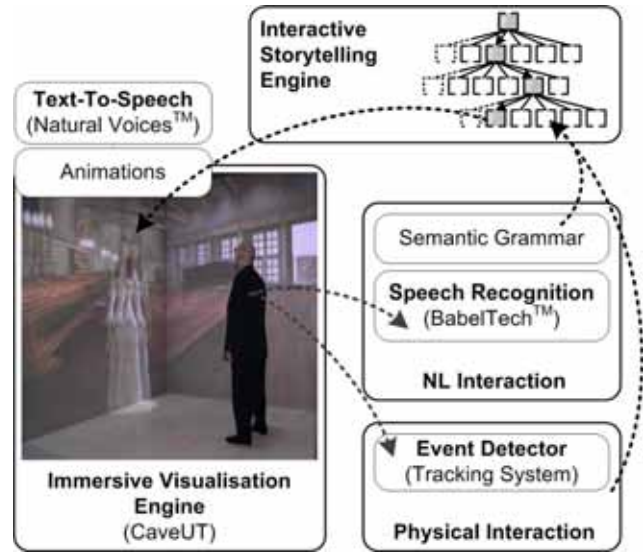 Interactive
Storytelling
Engine
Text-To-Speech
(Natural Voices™)
Animations
Immersive Visualisation
Engine
(CaveUT)
Semantic Grammar
Speech Recognition
(BabelTech™)
NL Interaction
Event Detector
(Tracking System)
Physical Interaction